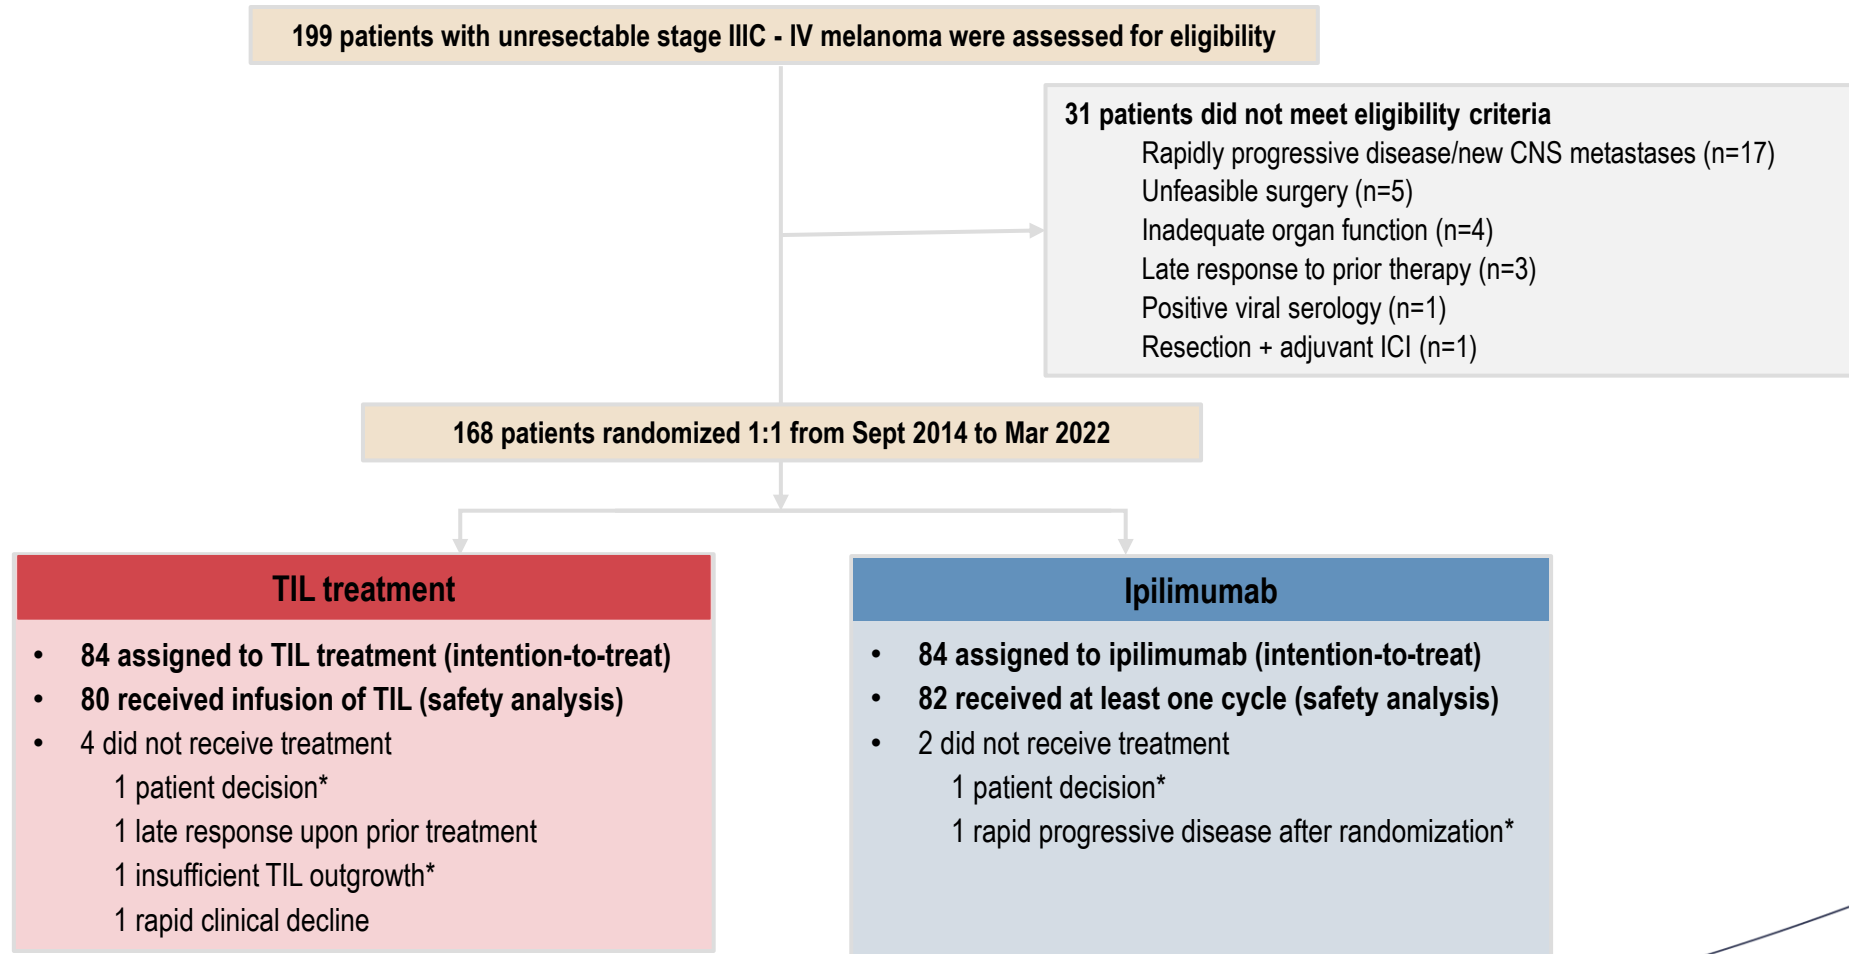 199 patients with unresectable stage IIIC - IV melanoma were assessed for eligibility
31 patients did not meet eligibility criteria
Rapidly progressive disease/new CNS metastases (n=17)
Unfeasible surgery (n=5)
Inadequate organ function (n=4)
Late response to prior therapy (n=3)
Positive viral serology (n=1)
Resection + adjuvant ICI (n=1)
168 patients randomized 1:1 from Sept 2014 to Mar 2022
TIL treatment
• 84 assigned to TIL treatment (intention-to-treat)
• 80 received infusion of TIL (safety analysis)
• 4 did not receive treatment
1 patient decision*
1 late response upon prior treatment
1 insufficient TIL outgrowth*
1 rapid clinical decline
Ipilimumab
• 84 assigned to ipilimumab (intention-to-treat)
• 82 received at least one cycle (safety analysis)
• 2 did not receive treatment
1 patient decision*
1 rapid progressive disease after randomization*